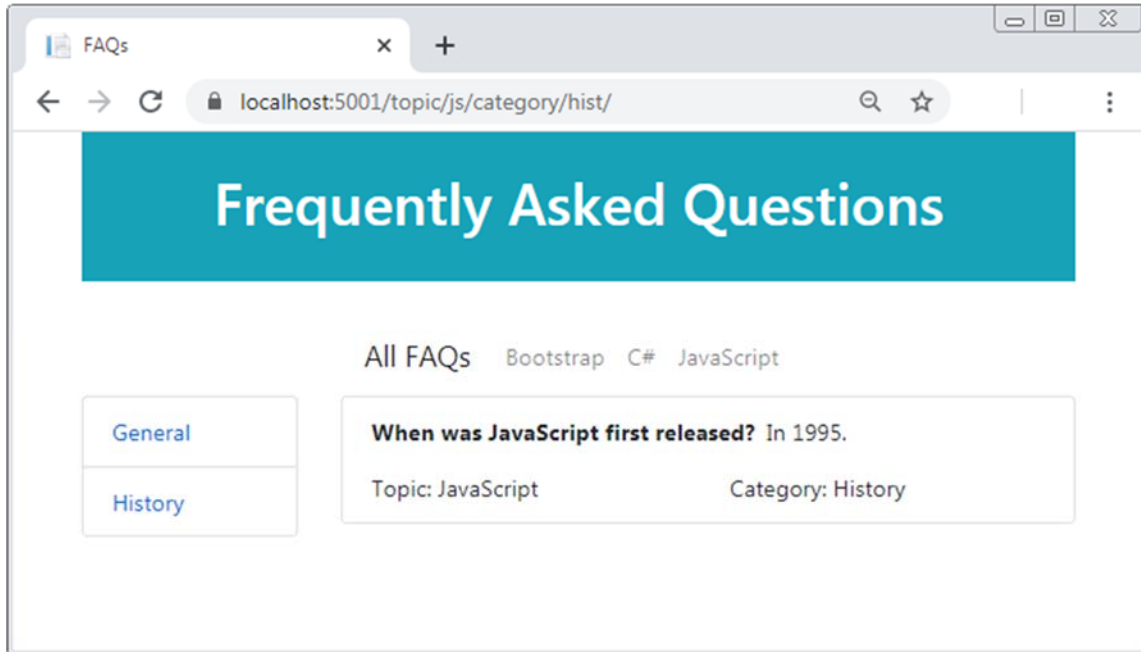 FAQs
localhost:5001/topic/js/category/hist/
Frequently Asked Questions
All FAQs Bootstrap C# JavaScript
General
History
When was JavaScript first released? In 1995.
Topic: JavaScript Category: History